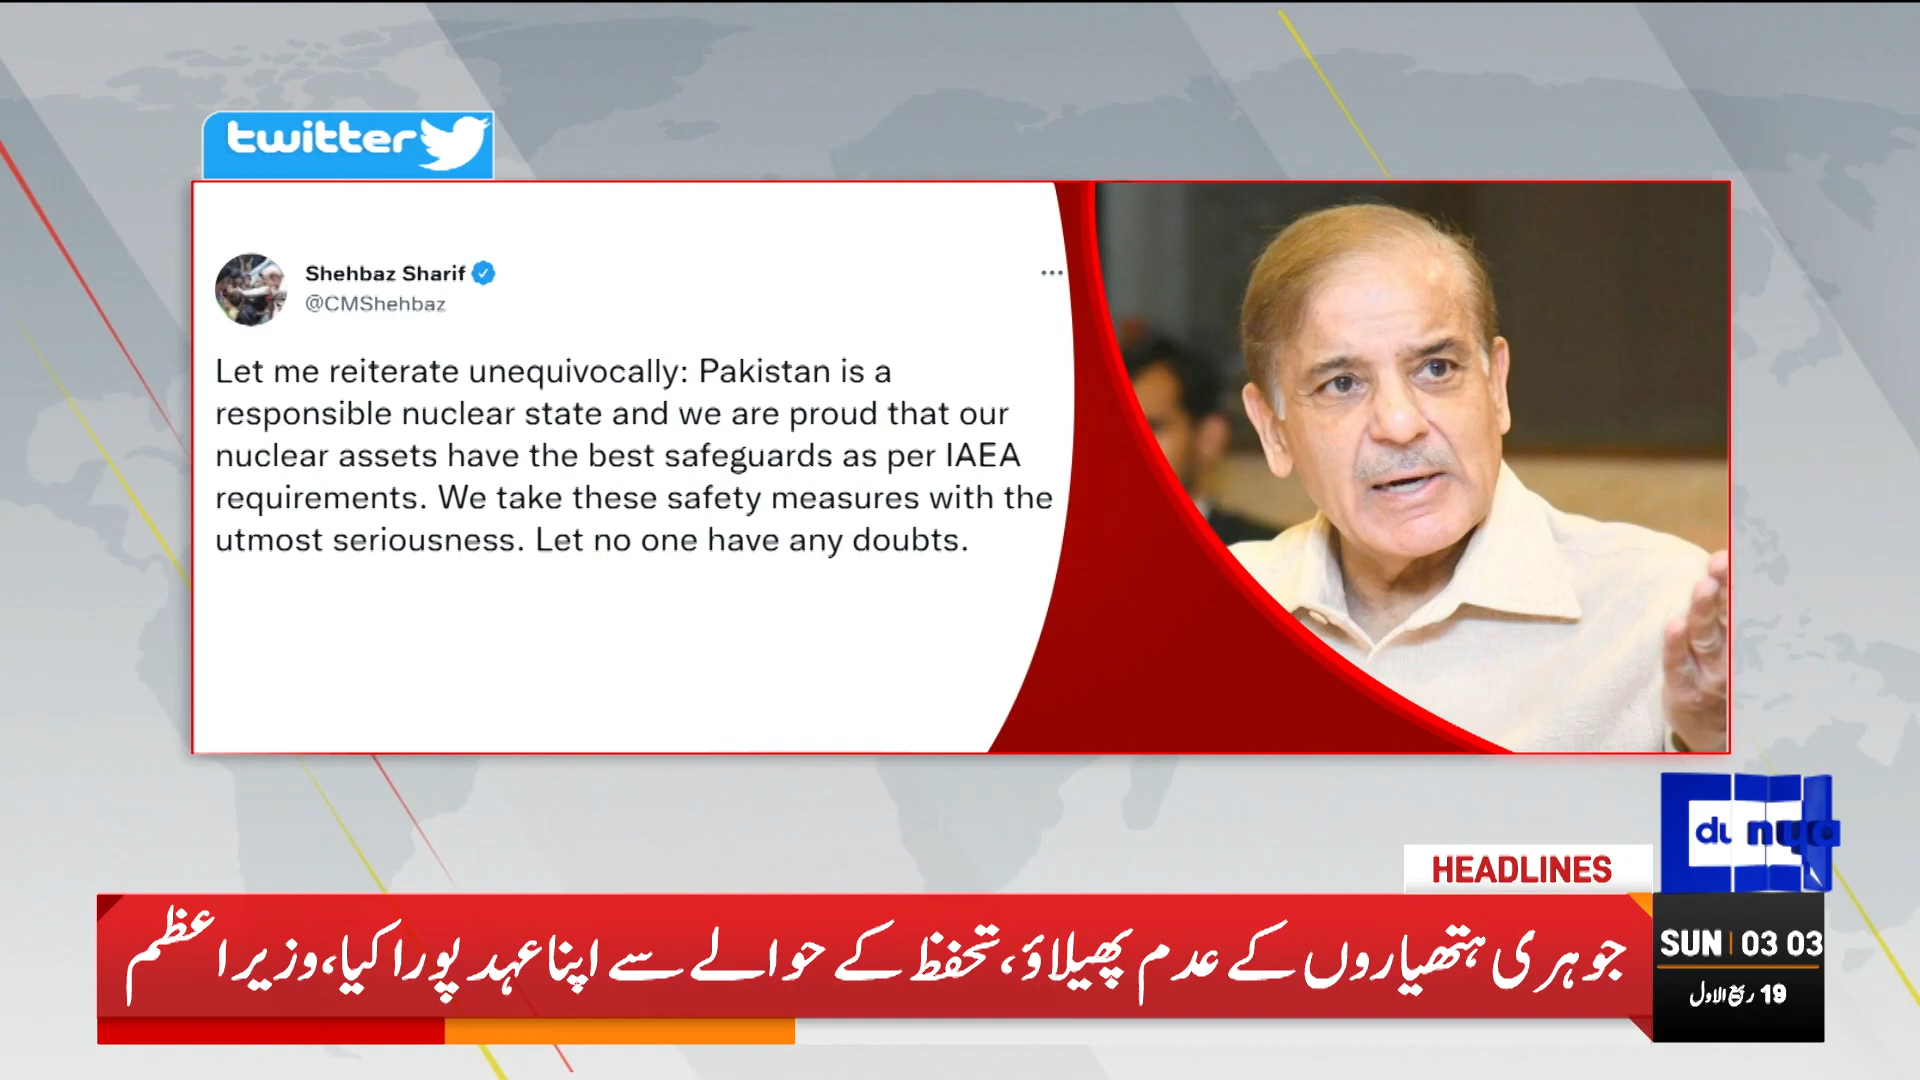 twitter
Shehbaz Sharif
@CMShehbaz
Let me reiterate unequivocally: Pakistan is a
responsible nuclear state and we are proud that our
nuclear assets have the best safeguards as per IAEA
requirements. We take these safety measures with the
utmost seriousness. Let no one have any doubts.
dunya
HEADLINES
جوہری ہتھیاروں کے عدم پھیلاؤ، تحفظ کے حوالے سے اپنا عہد پورا کیا، وزیراعظم
SUN 03 03
19 ربیع الاول